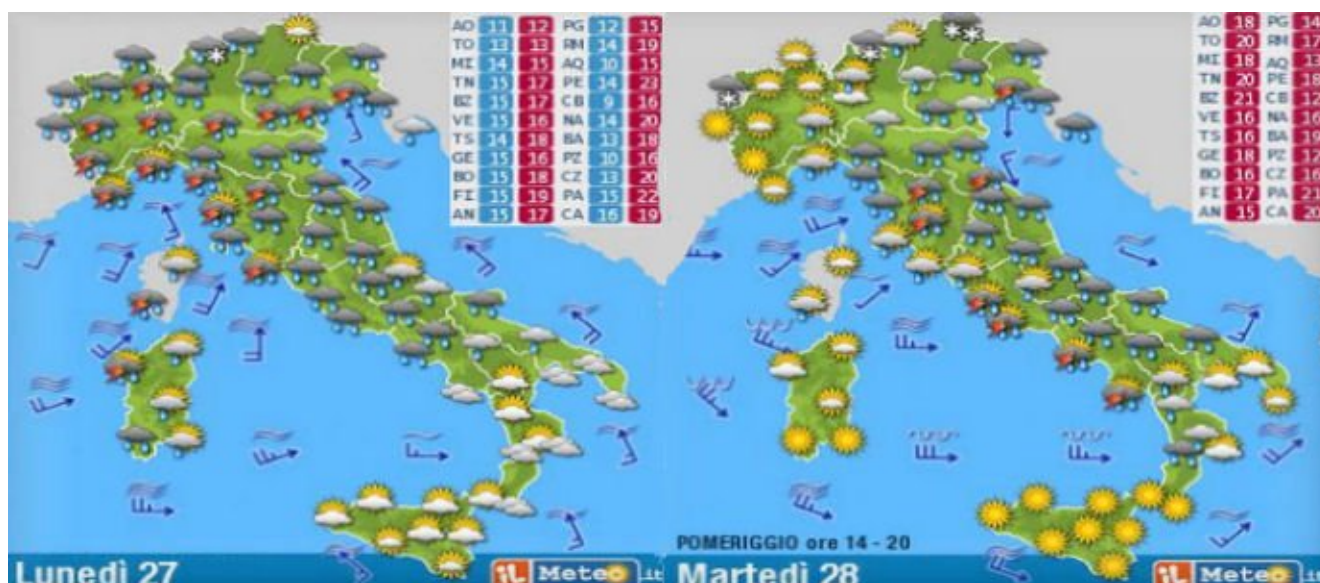 AO 11 12 PG 12 15
TO 13 13 RM 14 19
MI 14 15 AQ 10 15
TN 15 17 PE 14 23
BZ 15 17 CB 9 16
VE 15 16 NA 14 20
TS 14 18 BA 13 18
GE 15 16 PZ 10 16
BO 15 18 CZ 13 20
FI 15 19 PA 15 22
AN 15 17 CA 16 19
Lunedì 27
iL Meteo .it
AO 18 PG 14
TO 20 RM 17
MI 18 AQ 13
TN 20 PE 18
BZ 21 CB 12
VE 16 NA 16
TS 16 BA 19
GE 18 PZ 12
BO 16 CZ 16
FI 17 PA 21
AN 15 CA 20
POMERIGGIO ore 14 - 20
Martedì 28
iL Meteo .i